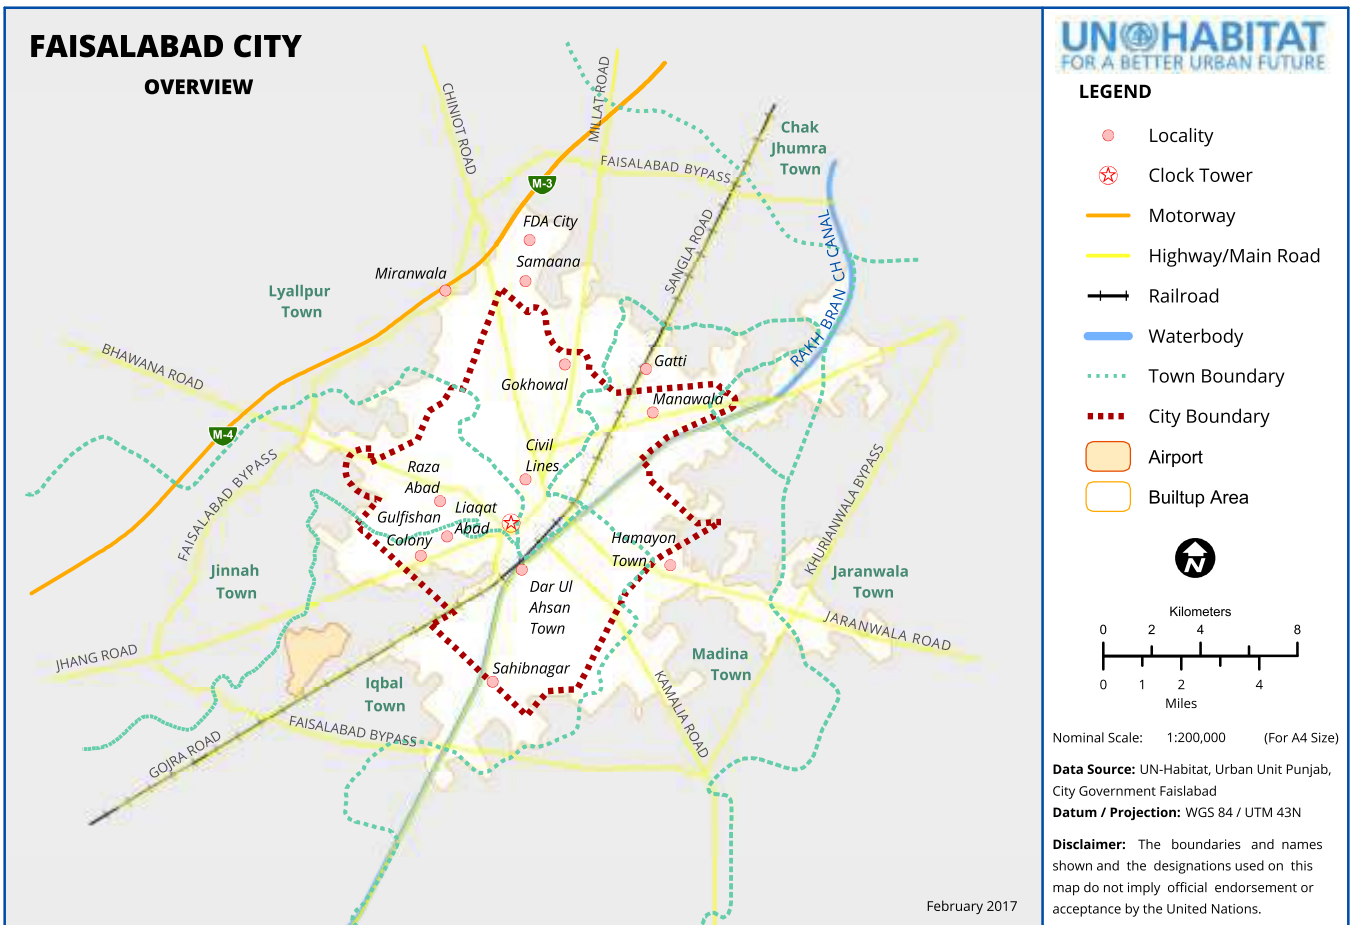 FAISALABAD CITY
OVERVIEW
CHINIOT ROAD
MILLAT ROAD
Chak
Jhumra
Town
FAISALABAD BYPASS
M-3
FDA City
Samaana
Miranwala
SANGLA ROAD
RAKH BRAN CH CANAL
Lyallpur
Town
BHAWANA ROAD
Gatti
Gokhowal
Manawala
M-4
Civil
Lines
Raza
Abad
Liaqat
Abad
Gulfishan
Colony
FAISALABAD BYPASS
KHURIANWALA BYPASS
Hamayon
Town
Jinnah
Town
Dar Ul
Ahsan
Town
Jaranwala
Town
JARANWALA ROAD
JHANG ROAD
Madina
Town
Sahibnagar
Iqbal
Town
KAMALIA ROAD
FAISALABAD BYPASS
GOJRA ROAD
February 2017
UN HABITAT
FOR A BETTER URBAN FUTURE
LEGEND
Locality
Clock Tower
Motorway
Highway/Main Road
Railroad
Waterbody
Town Boundary
City Boundary
Airport
Builtup Area
N
Kilometers
0 2 4 8
0 1 2 4
Miles
Nominal Scale: 1:200,000 (For A4 Size)
Data Source: UN-Habitat, Urban Unit Punjab,
City Government Faislabad
Datum / Projection: WGS 84 / UTM 43N
Disclaimer: The boundaries and names
shown and the designations used on this
map do not imply official endorsement or
acceptance by the United Nations.